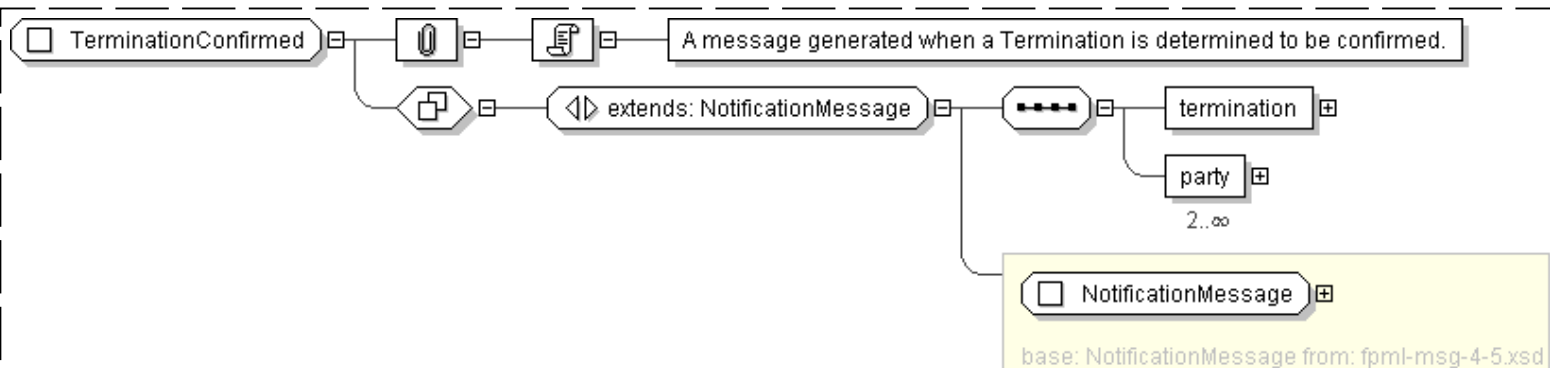 TerminationConfirmed
A message generated when a Termination is determined to be confirmed.
extends: NotificationMessage
termination
party
2..∞
NotificationMessage
base: NotificationMessage from: fpml-msg-4-5.xsd